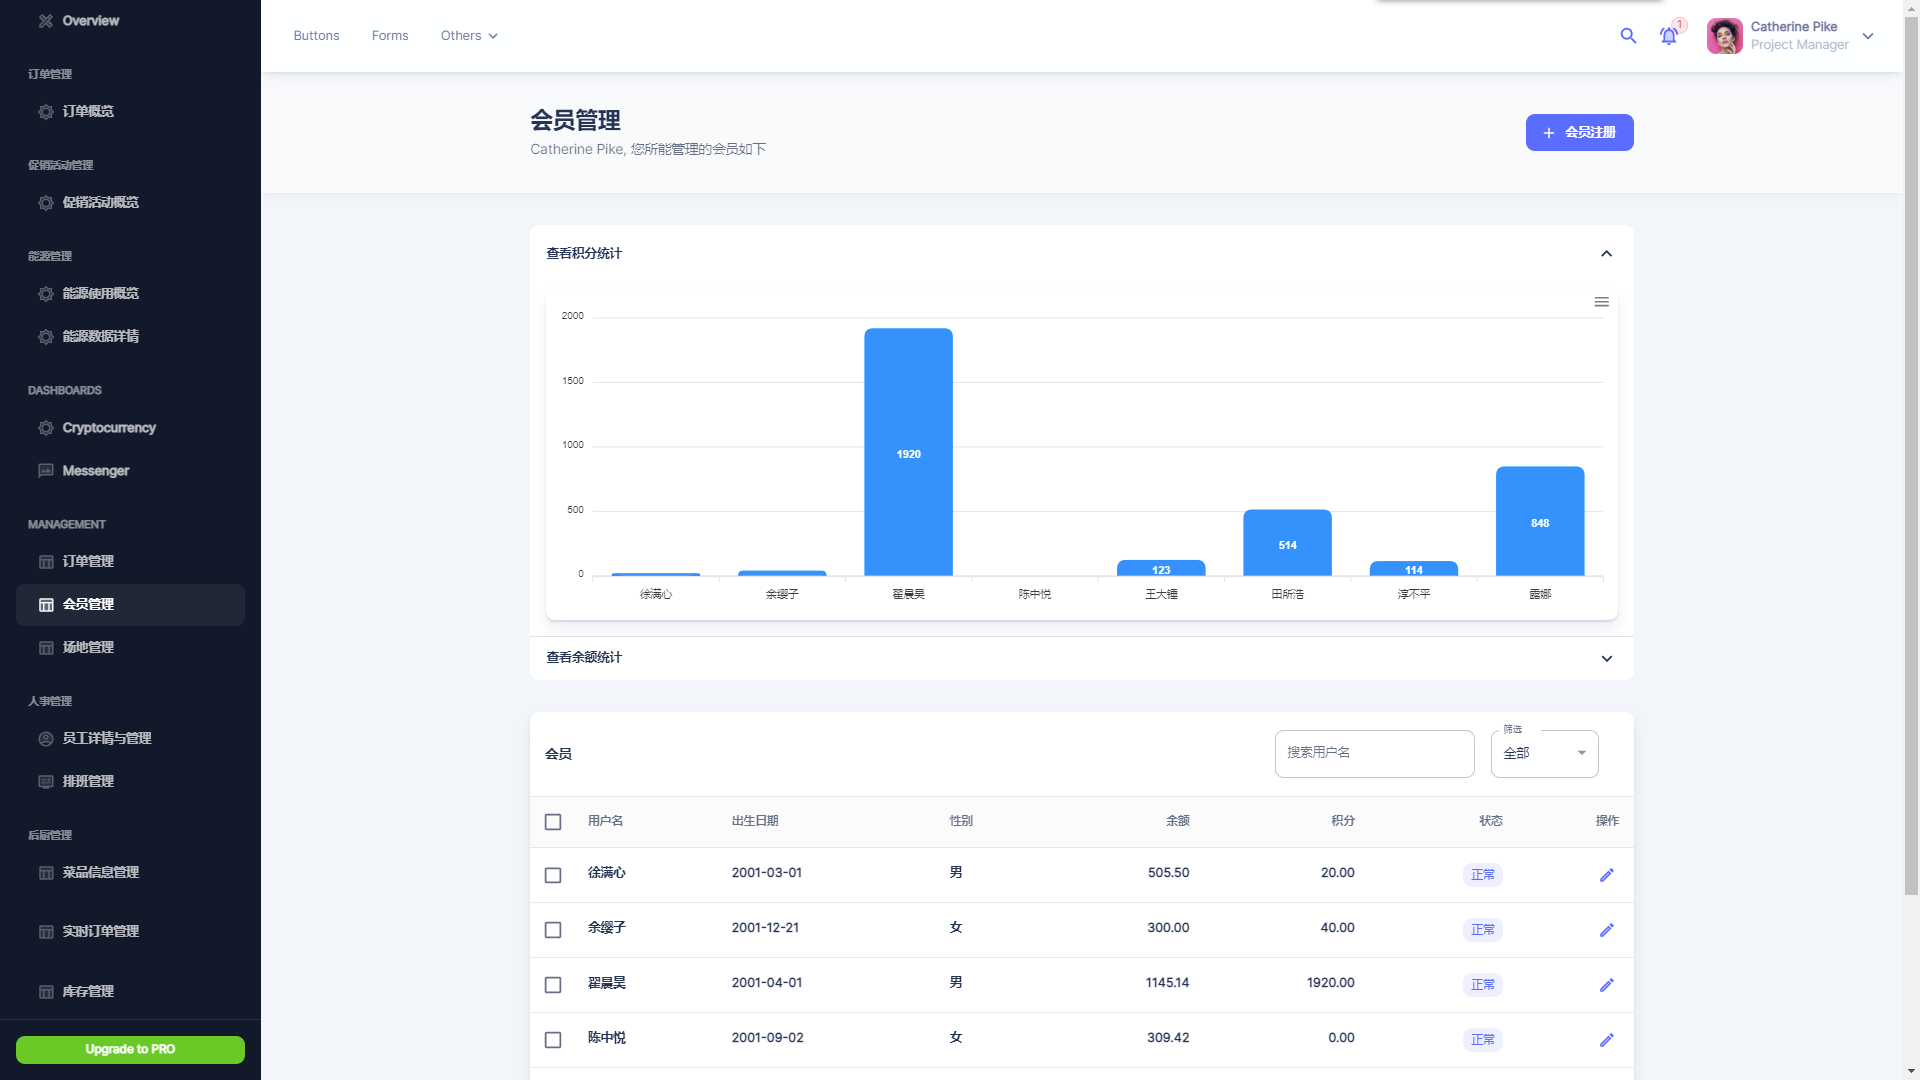 Overview
订单管理
订单概览
促销活动管理
促销活动概览
能源管理
能源使用概览
能源数据详情
DASHBOARDS
Cryptocurrency
Messenger
MANAGEMENT
订单管理
会员管理
场地管理
人事管理
员工详情与管理
排班管理
后厨管理
菜品信息管理
实时订单管理
库存管理
Upgrade to PRO
Buttons Forms Others
1
Catherine Pike
Project Manager
会员管理
Catherine Pike, 您所能管理的会员如下
+ 会员注册
查看积分统计
2000
1500
1000
500
0
1920
123
514
114
848
徐满心 余缨子 翟晨昊 陈中悦 王大锤 田所浩 淳不平 露娜
查看余额统计
会员
搜索用户名
筛选
全部
用户名 出生日期 性别 余额 积分 状态 操作
徐满心 2001-03-01 男 505.50 20.00 正常
余缨子 2001-12-21 女 300.00 40.00 正常
翟晨昊 2001-04-01 男 1145.14 1920.00 正常
陈中悦 2001-09-02 女 309.42 0.00 正常